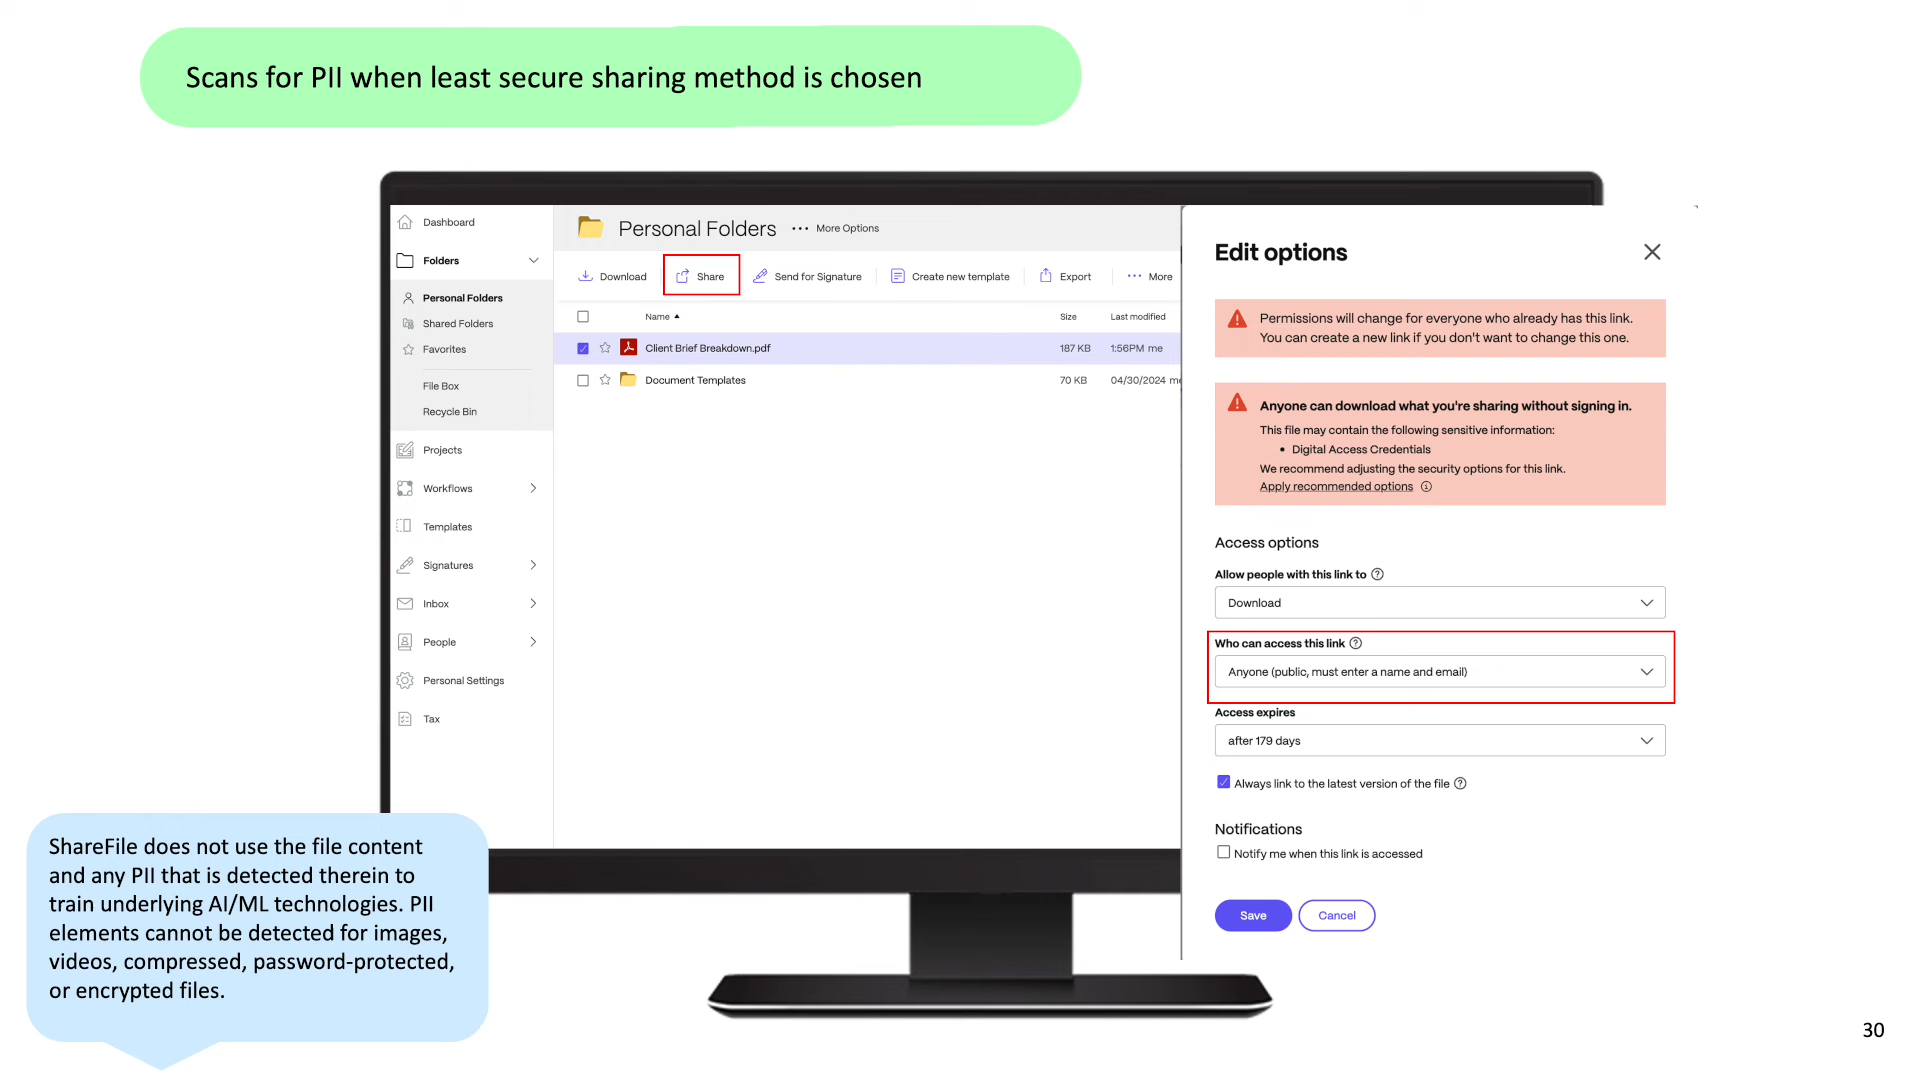 Scans for PII when least secure sharing method is chosen
Dashboard
Folders
Personal Folders
Shared Folders
Favorites
File Box
Recycle Bin
Projects
Workflows
Templates
Signatures
Inbox
People
Personal Settings
Tax
Personal Folders
More Options
Download
Share
Send for Signature
Create new template
Export
More
Name
Size
Last modified
Client Brief Breakdown.pdf
187 KB
1:56PM me
Document Templates
70 KB
04/30/2024
Edit options
Permissions will change for everyone who already has this link.
You can create a new link if you don't want to change this one.
Anyone can download what you're sharing without signing in.
This file may contain the following sensitive information:
• Digital Access Credentials
We recommend adjusting the security options for this link.
Apply recommended options
Access options
Allow people with this link to
Download
Who can access this link
Anyone (public, must enter a name and email)
Access expires
after 179 days
Always link to the latest version of the file
Notifications
Notify me when this link is accessed
Save
Cancel
ShareFile does not use the file content
and any PII that is detected therein to
train underlying AI/ML technologies. PII
elements cannot be detected for images,
videos, compressed, password-protected,
or encrypted files.
30